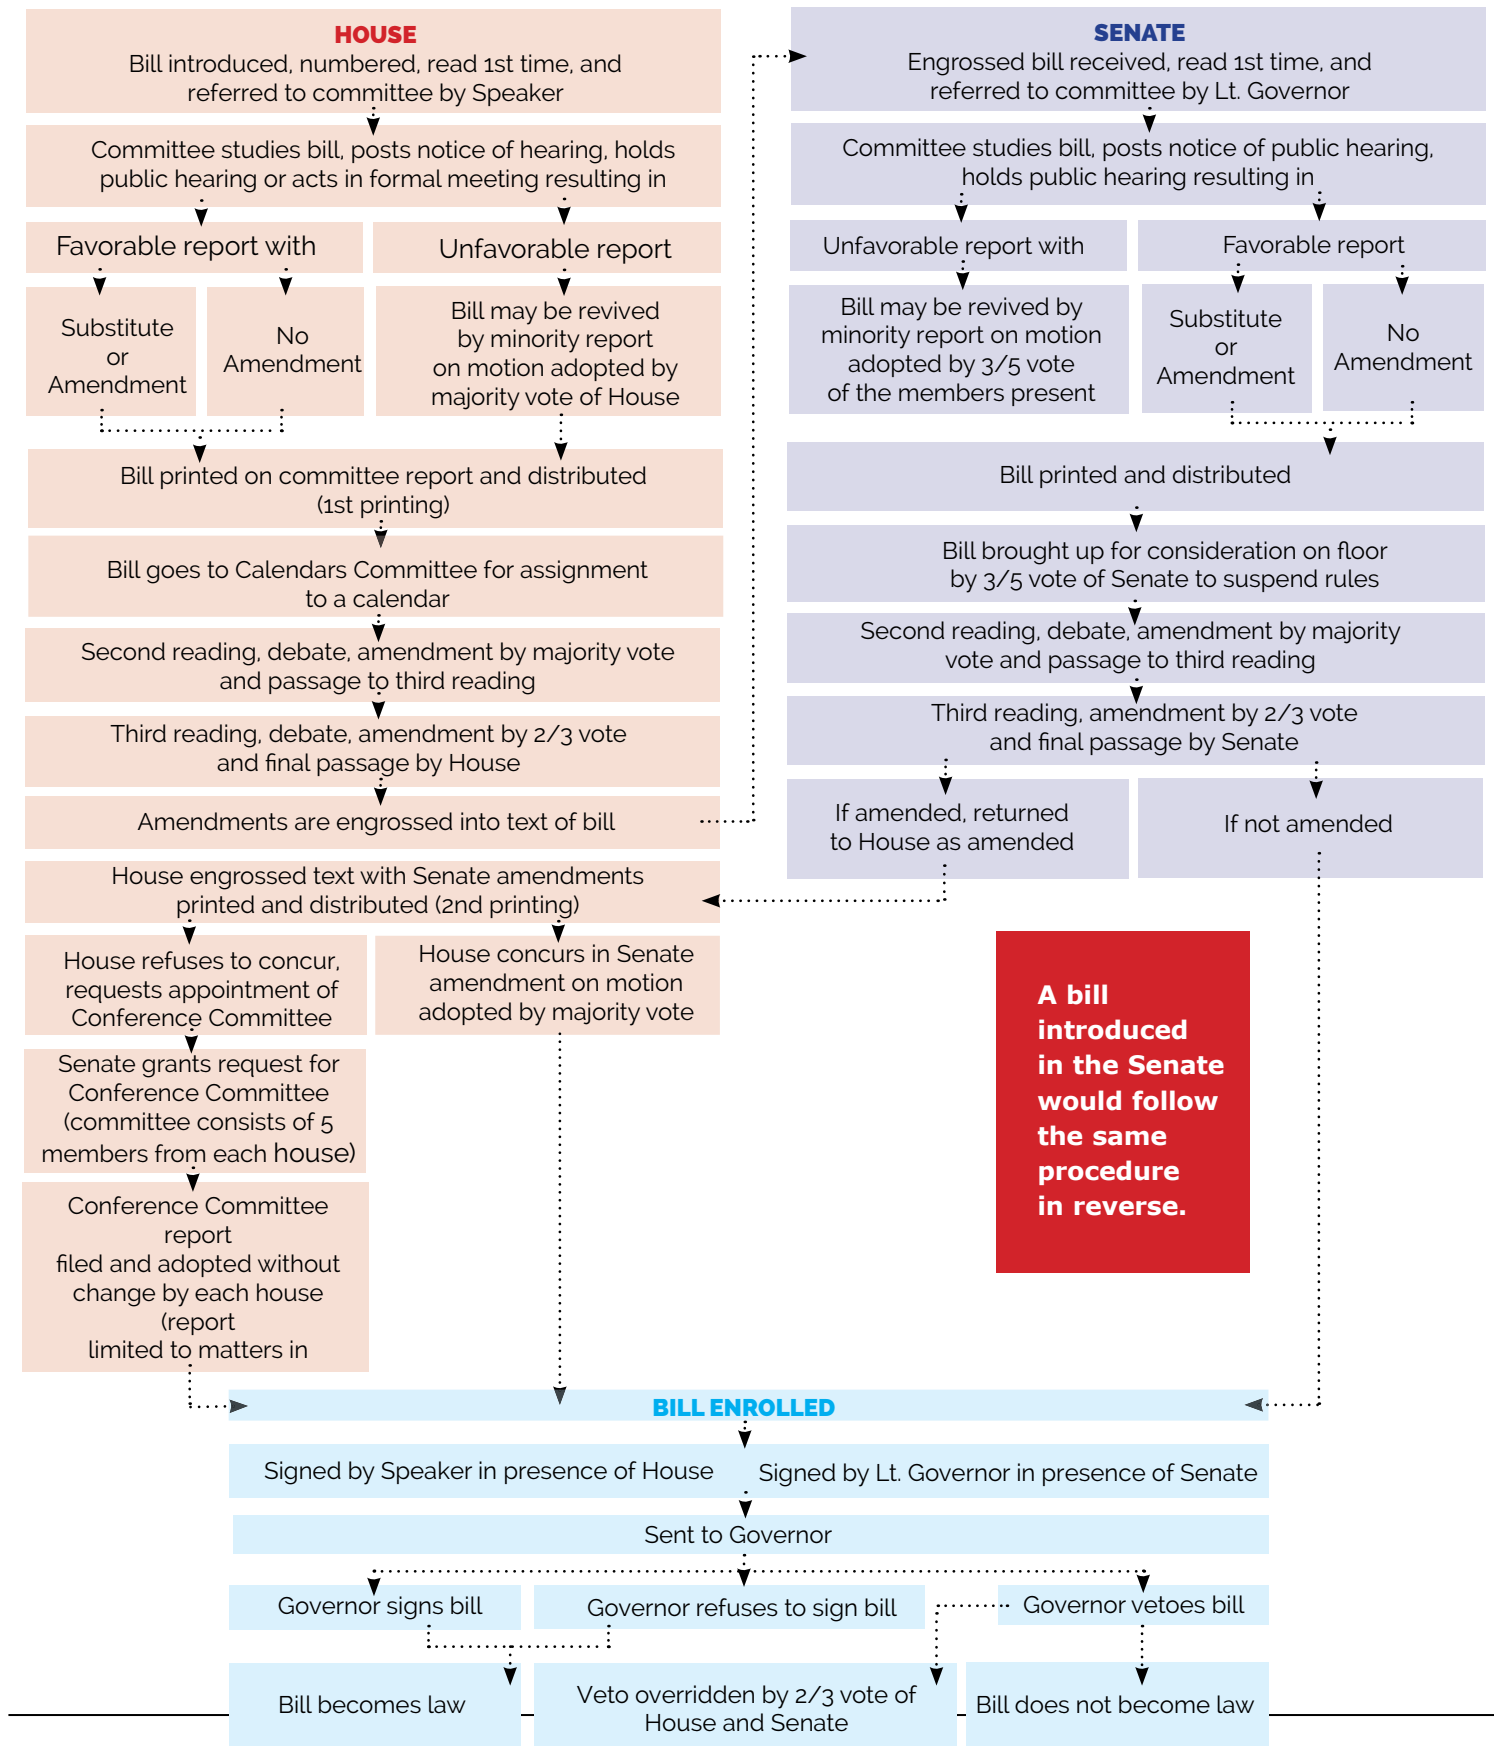 HOUSE
Bill introduced, numbered, read 1st time, and
referred to committee by Speaker
Committee studies bill, posts notice of hearing, holds
public hearing or acts in formal meeting resulting in
Favorable report with
Unfavorable report
Substitute
or
Amendment
No
Amendment
Bill may be revived
by minority report
on motion adopted by
majority vote of House
Bill printed on committee report and distributed
(1st printing)
Bill goes to Calendars Committee for assignment
to a calendar
Second reading, debate, amendment by majority vote
and passage to third reading
Third reading, debate, amendment by 2/3 vote
and final passage by House
Amendments are engrossed into text of bill
SENATE
Engrossed bill received, read 1st time, and
referred to committee by Lt. Governor
Committee studies bill, posts notice of public hearing,
holds public hearing resulting in
Unfavorable report with
Favorable report
Bill may be revived by
minority report on motion
adopted by 3/5 vote
of the members present
Substitute
or
Amendment
No
Amendment
Bill printed and distributed
Bill brought up for consideration on floor
by 3/5 vote of Senate to suspend rules
Second reading, debate, amendment by majority
vote and passage to third reading
Third reading, amendment by 2/3 vote
and final passage by Senate
If amended, returned
to House as amended
If not amended
House engrossed text with Senate amendments
printed and distributed (2nd printing)
House refuses to concur,
requests appointment of
Conference Committee
House concurs in Senate
amendment on motion
adopted by majority vote
Senate grants request for
Conference Committee
(committee consists of 5
members from each house)
Conference Committee
report
filed and adopted without
change by each house
(report
limited to matters in
A bill
introduced
in the Senate
would follow
the same
procedure
in reverse.
BILL ENROLLED
Signed by Speaker in presence of House
Signed by Lt. Governor in presence of Senate
Sent to Governor
Governor signs bill
Governor refuses to sign bill
Governor vetoes bill
Bill becomes law
Veto overridden by 2/3 vote of
House and Senate
Bill does not become law